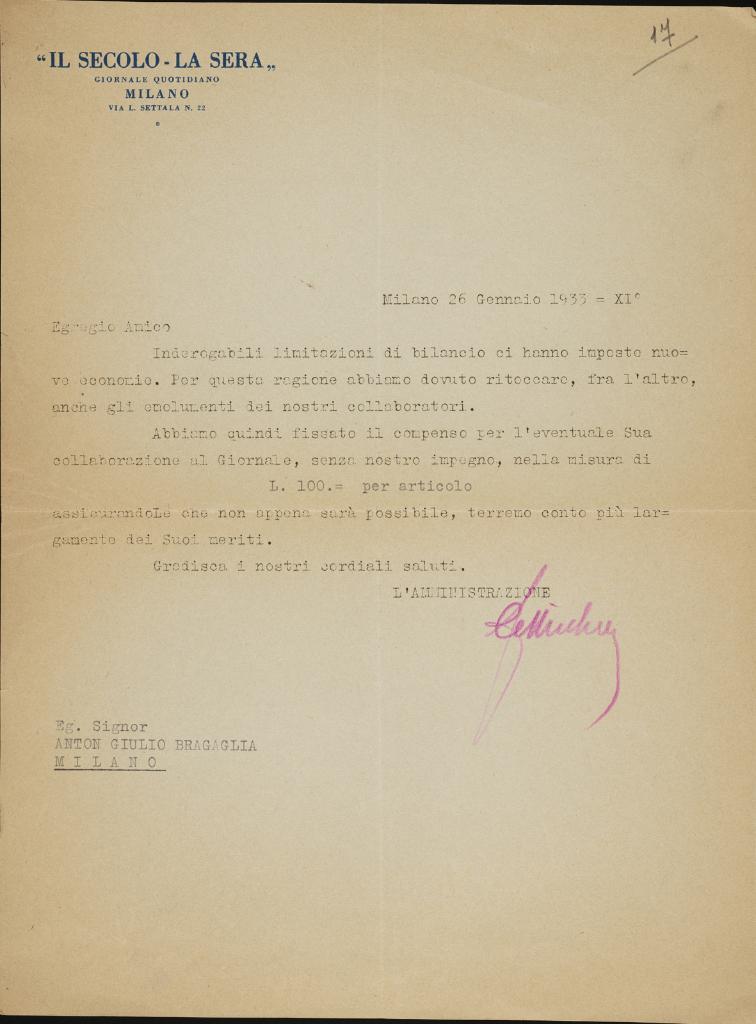 17
“IL SECOLO - LA SERA„
GIORNALE QUOTIDIANO
MILANO
VIA L. SETTALA N. 22
Milano 26 Gennaio 1933 = XI°
Egregio Amico
Inderogabili limitazioni di bilancio ci hanno imposto nuo=
ve economie. Per questa ragione abbiamo dovuto ritoccare, fra l'altro,
anche gli emolumenti dei nostri collaboratori.
Abbiamo quindi fissato il compenso per l'eventuale Sua
collaborazione al Giornale, senza nostro impegno, nella misura di
L. 100.= per articolo
assicurandoLe che non appena sarà possibile, terremo conto più lar=
gamente dei Suoi meriti.
Gradisca i nostri cordiali saluti.
L'AMMINISTRAZIONE
Eg. Signor
ANTON GIULIO BRAGAGLIA
M I L A N O